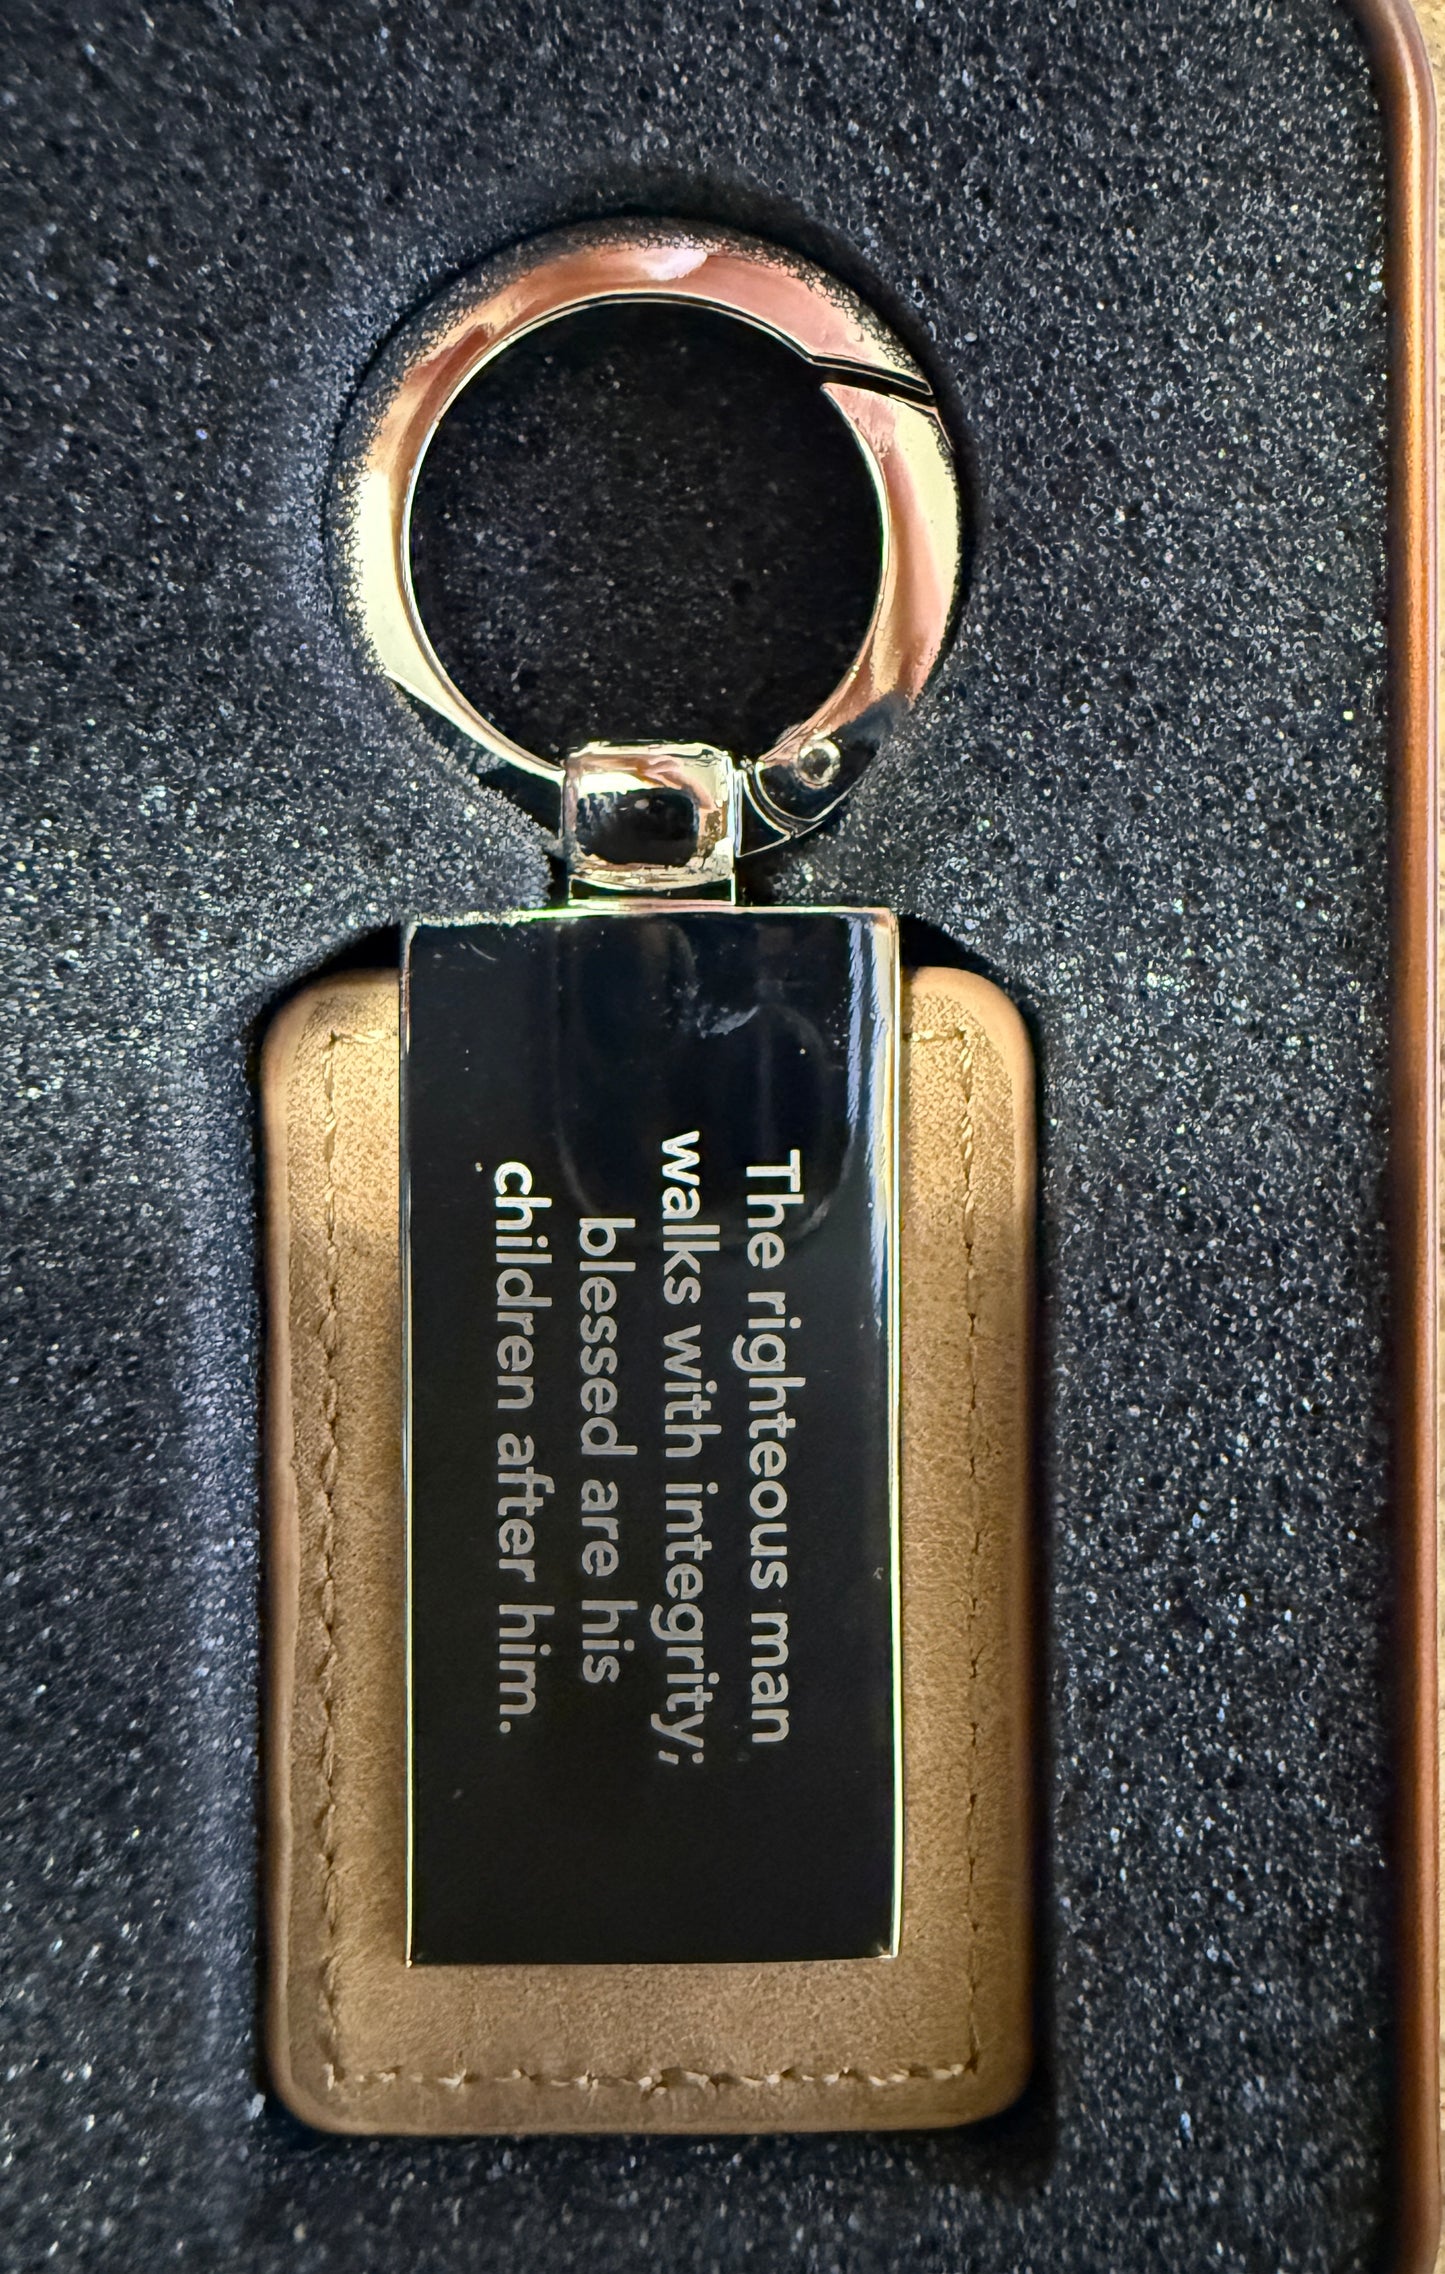 The righteous man
walks with integrity;
blessed are his
children after him.